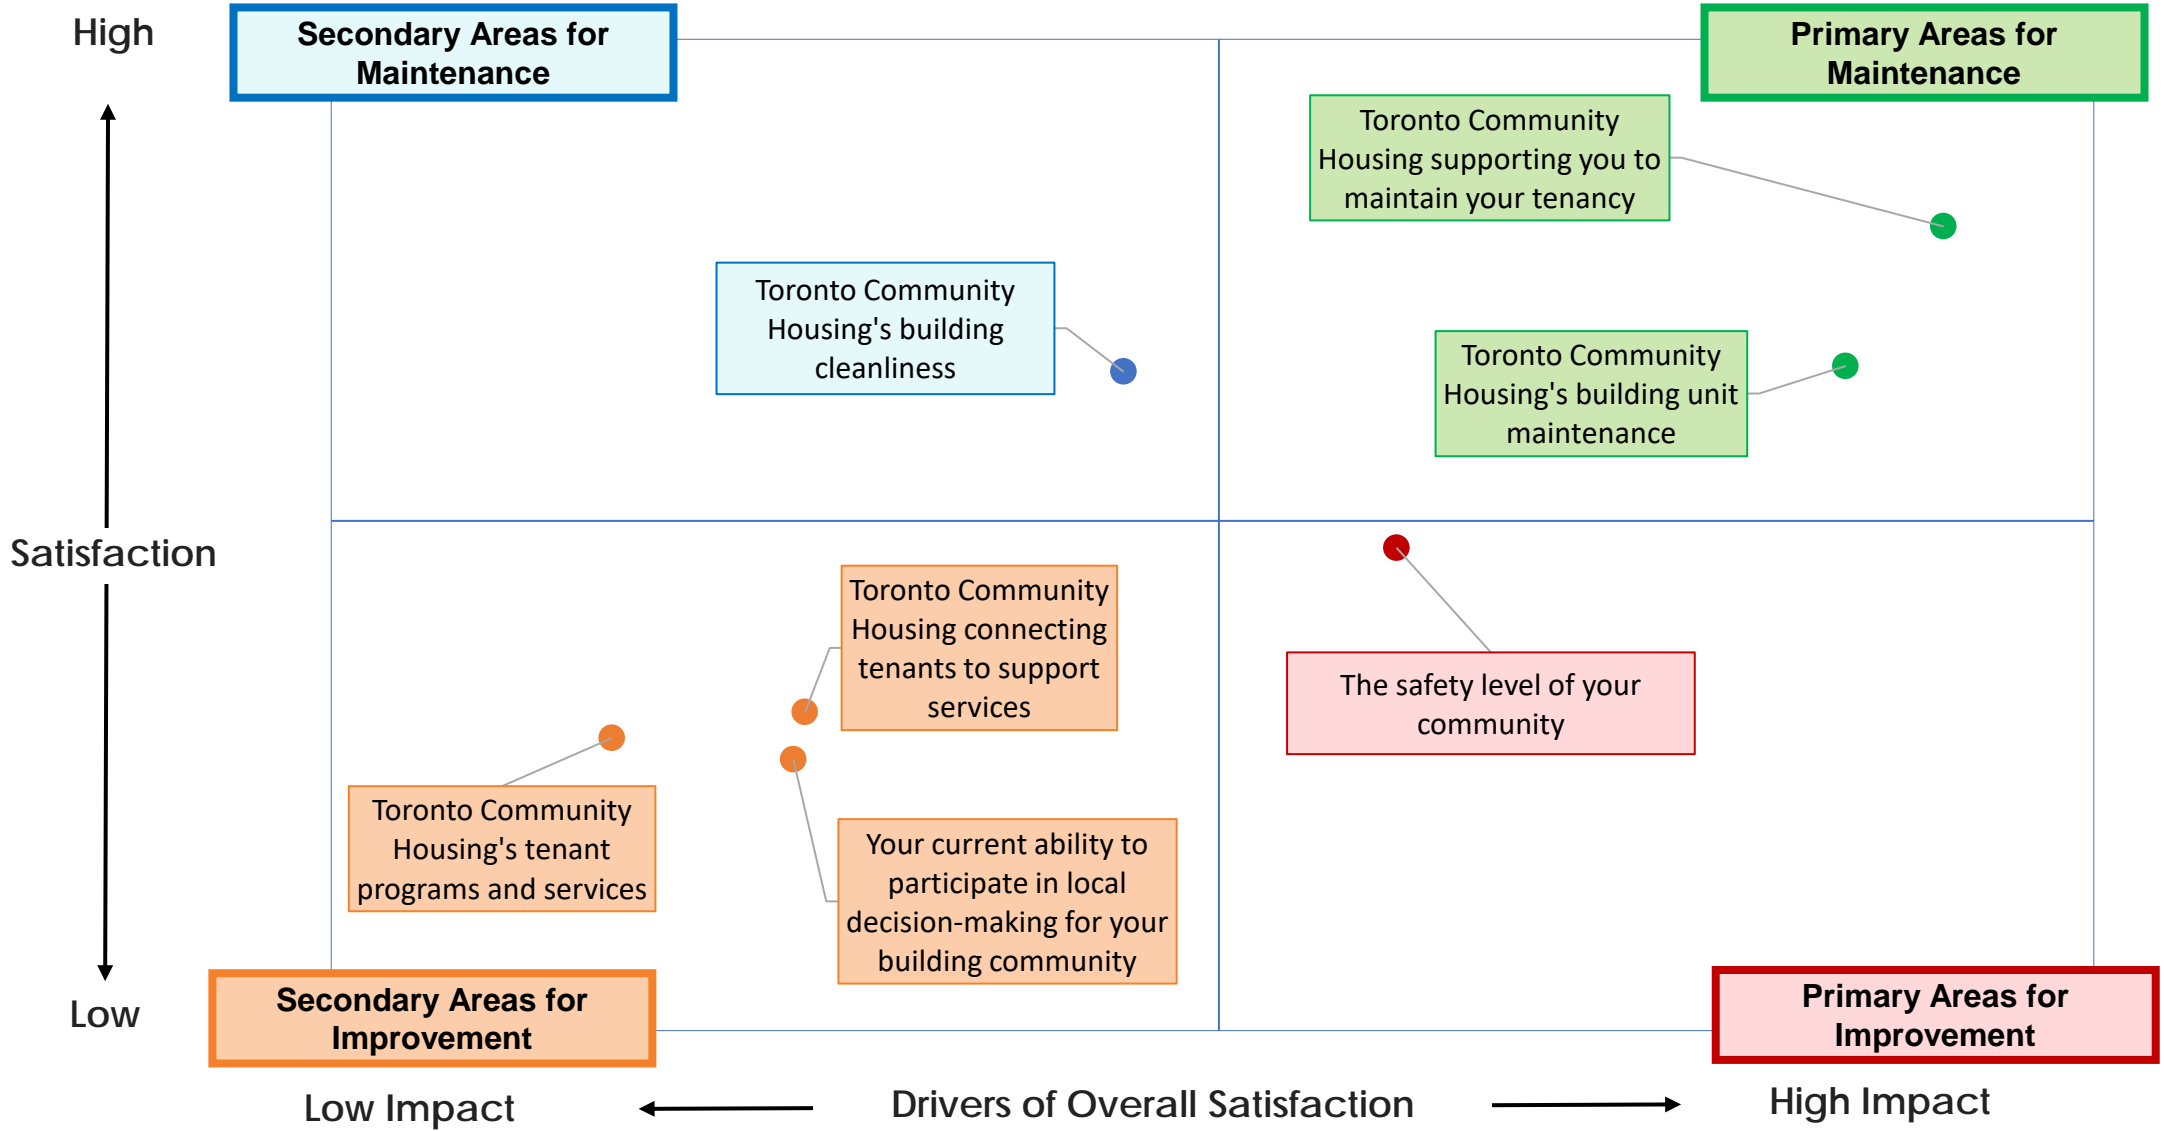 High
Secondary Areas for
Maintenance
Primary Areas for
Maintenance
Toronto Community
Housing supporting you to
maintain your tenancy
Toronto Community
Housing's building
cleanliness
Toronto Community
Housing's building unit
maintenance
Satisfaction
Toronto Community
Housing connecting
tenants to support
services
The safety level of your
community
Toronto Community
Housing's tenant
programs and services
Your current ability to
participate in local
decision-making for your
building community
Low
Secondary Areas for
Improvement
Primary Areas for
Improvement
Low Impact
Drivers of Overall Satisfaction
High Impact